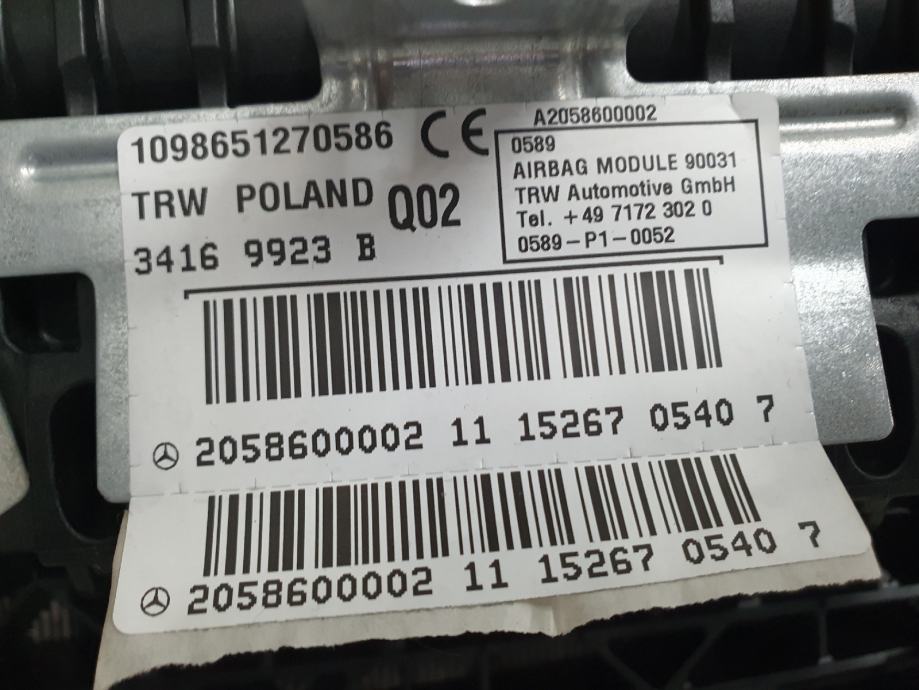 1098651270586 CE
TRW POLAND Q02
3416 9923 B
A2058600002
0589
AIRBAG MODULE 90031
TRW Automotive GmbH
Tel. +49 7172 302 0
0589-P1-0052
2058600002 11 15267 0540 7
2058600002 11 15267 0540 7